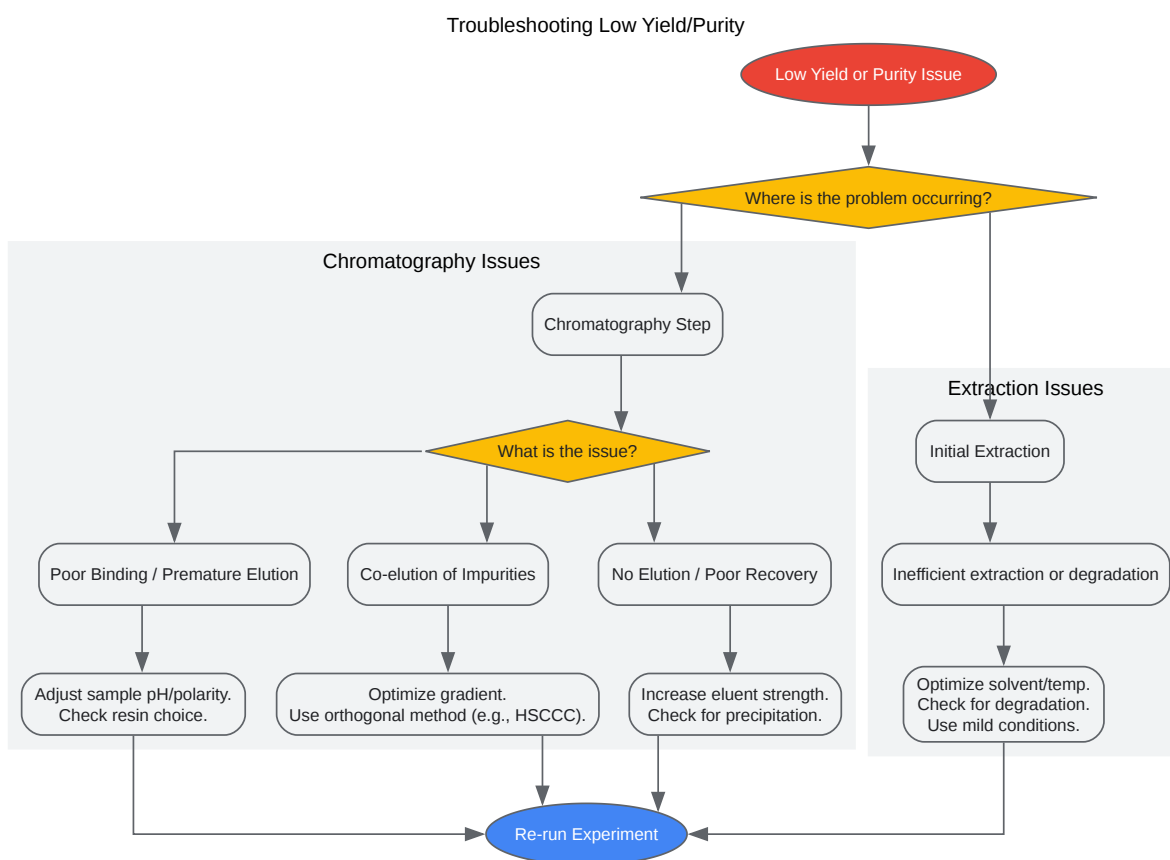 Troubleshooting Low Yield/Purity
Low Yield or Purity Issue
Where is the problem occurring?
Chromatography Issues
Chromatography Step
Extraction Issues
What is the issue?
Initial Extraction
Poor Binding / Premature Elution
Co-elution of Impurities
No Elution / Poor Recovery
Inefficient extraction or degradation
Adjust sample pH/polarity.
Check resin choice.
Optimize gradient.
Use orthogonal method (e.g., HSCCC).
Increase eluent strength.
Check for precipitation.
Optimize solvent/temp.
Check for degradation.
Use mild conditions.
Re-run Experiment